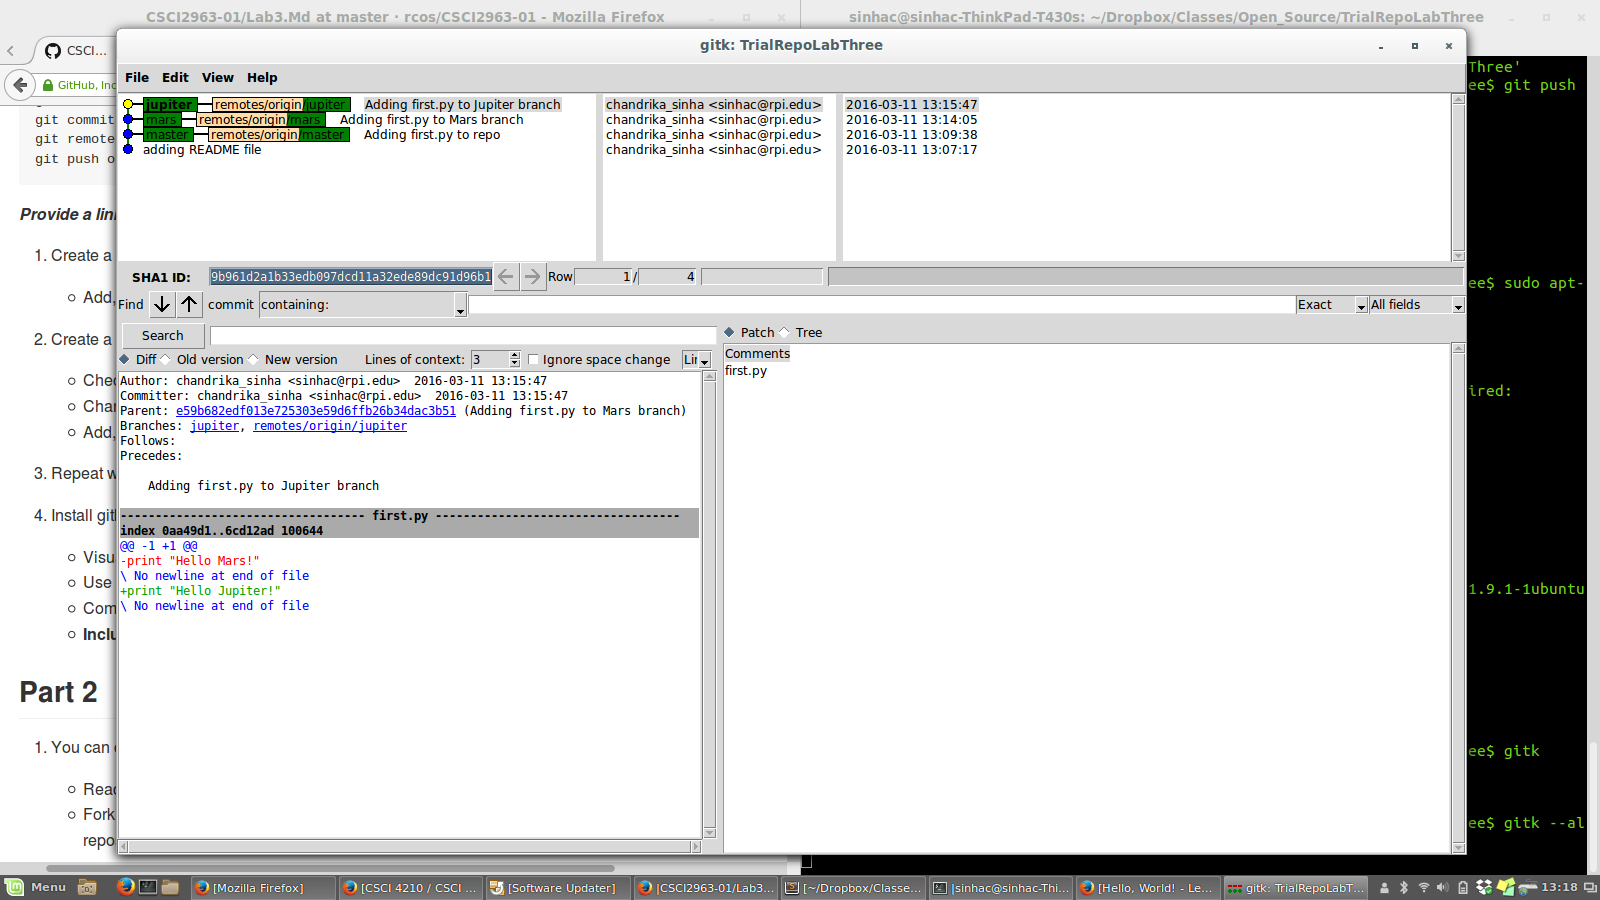 CSCI2963-01/Lab3.Md at master · rcos/CSCI2963-01 - Mozilla Firefox
sinhac@sinhac-ThinkPad-T430s: ~/Dropbox/Classes/Open_Source/TrialRepoLabThree
CSCI...
GitHub, Inc
git commit
git remote
git push o
Provide a lin
1. Create a
Add,
2. Create a
Chec
Chan
Add,
3. Repeat w
4. Install git
Visu
Use
Com
Inclu
Part 2
1. You can
Read
Fork
repo
gitk: TrialRepoLabThree
File Edit View Help
jupiter remotes/origin/jupiter Adding first.py to Jupiter branch chandrika_sinha <sinhac@rpi.edu> 2016-03-11 13:15:47
mars remotes/origin/mars Adding first.py to Mars branch chandrika_sinha <sinhac@rpi.edu> 2016-03-11 13:14:05
master remotes/origin/master Adding first.py to repo chandrika_sinha <sinhac@rpi.edu> 2016-03-11 13:09:38
adding README file chandrika_sinha <sinhac@rpi.edu> 2016-03-11 13:07:17
SHA1 ID: 9b961d2a1b33edb097dcd11a32ede89dc91d96b1 Row 1 / 4
Find commit containing: Exact All fields
Search
Diff Old version New version Lines of context: 3 Ignore space change Lin
Patch Tree
Comments
first.py
Author: chandrika_sinha <sinhac@rpi.edu> 2016-03-11 13:15:47
Committer: chandrika_sinha <sinhac@rpi.edu> 2016-03-11 13:15:47
Parent: e59b682edf013e725303e59d6ffb26b34dac3b51 (Adding first.py to Mars branch)
Branches: jupiter, remotes/origin/jupiter
Follows:
Precedes:
Adding first.py to Jupiter branch
----------------------------------- first.py -----------------------------------
index 0aa49d1..6cd12ad 100644
@@ -1 +1 @@
-print "Hello Mars!"
\ No newline at end of file
+print "Hello Jupiter!"
\ No newline at end of file
Three'
ee$ git push
ee$ sudo apt-
ired:
1.9.1-1ubuntu
ee$ gitk
ee$ gitk --al
Menu [Mozilla Firefox] [CSCI 4210 / CSCI ... [Software Updater] [CSCI2963-01/Lab3... [~/Dropbox/Classe... [sinhac@sinhac-Thi... [Hello, World! - Le... gitk: TrialRepoLabT... 13:18